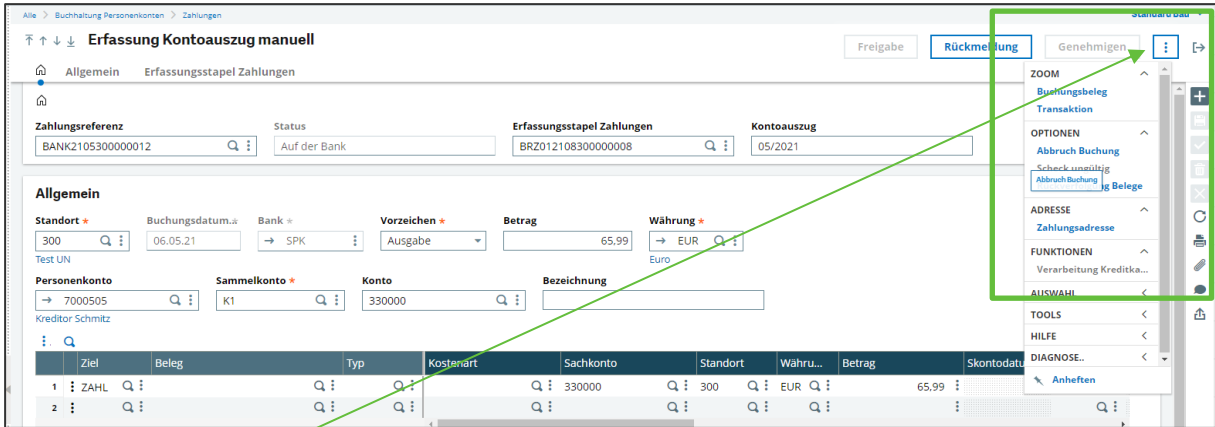 Alle > Buchhaltung Personenkonten > Zahlungen
Standard Bau
Erfassung Kontoauszug manuell
Freigabe Rückmeldung Genehmigen
Allgemein Erfassungsstapel Zahlungen
Zahlungsreferenz Status Erfassungsstapel Zahlungen Kontoauszug
BANK2105300000012 Auf der Bank BRZ012108300000008 05/2021
Allgemein
Standort * Buchungsdatum..* Bank * Vorzeichen * Betrag Währung *
300 06.05.21 → SPK Ausgabe 65,99 → EUR
Test UN Euro
Personenkonto Sammelkonto * Konto Bezeichnung
→ 7000505 K1 330000
Kreditor Schmitz
Ziel Beleg Typ Kostenart Sachkonto Standort Währu... Betrag Skontodatu
1 ZAHL 330000 300 EUR 65,99
2
ZOOM
Buchungsbeleg
Transaktion
OPTIONEN
Abbruch Buchung
Scheck ungültig
Abbruch Buchung
Belege
ADRESSE
Zahlungsadresse
FUNKTIONEN
Verarbeitung Kreditka...
AUSWAHL
TOOLS
HILFE
DIAGNOSE..
Anheften